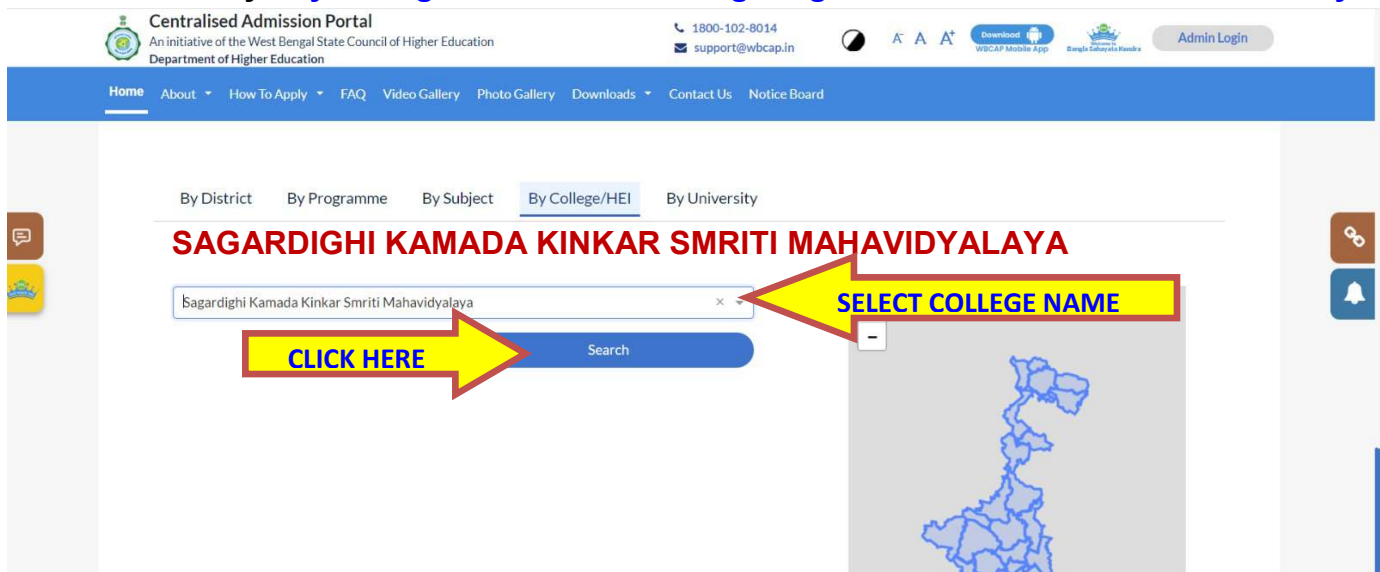 Centralised Admission Portal
An initiative of the West Bengal State Council of Higher Education
Department of Higher Education
1800-102-8014
support@wbcap.in
A- A A+
Download
WBCAP Mobile App
Bangla Sahayata Kendra
Admin Login
Home About How To Apply FAQ Video Gallery Photo Gallery Downloads Contact Us Notice Board
By District By Programme By Subject By College/HEI By University
SAGARDIGHI KAMADA KINKAR SMRITI MAHAVIDYALAYA
Sagardighi Kamada Kinkar Smriti Mahavidyalaya ×
SELECT COLLEGE NAME
CLICK HERE
Search
−